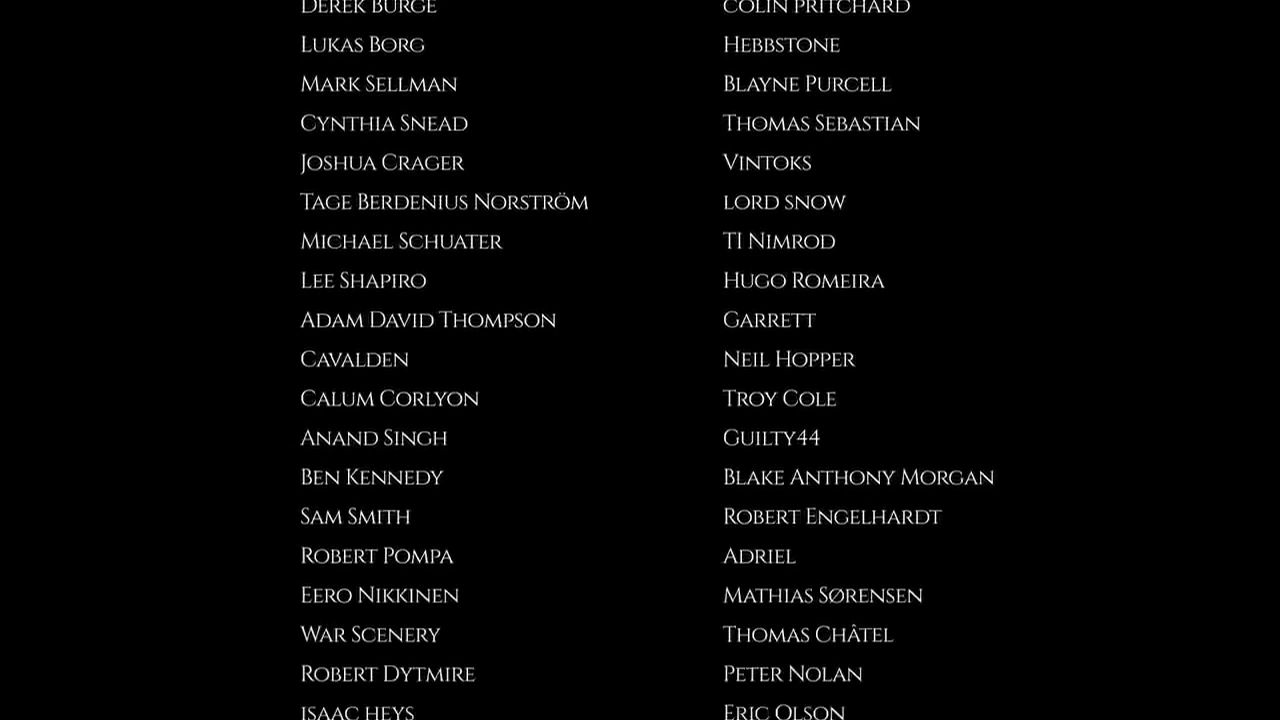 Derek Burge
Lukas Borg
Mark Sellman
Cynthia Snead
Joshua Crager
Tage Berdenius Norström
Michael Schuater
Lee Shapiro
Adam David Thompson
Cavalden
Calum Corlyon
Anand Singh
Ben Kennedy
Sam Smith
Robert Pompa
Eero Nikkinen
War Scenery
Robert Dytmire
isaac heys
Colin Pritchard
Hebbstone
Blayne Purcell
Thomas Sebastian
Vintoks
lord snow
TI Nimrod
Hugo Romeira
Garrett
Neil Hopper
Troy Cole
Guilty44
Blake Anthony Morgan
Robert Engelhardt
Adriel
Mathias Sørensen
Thomas Châtel
Peter Nolan
Eric Olson